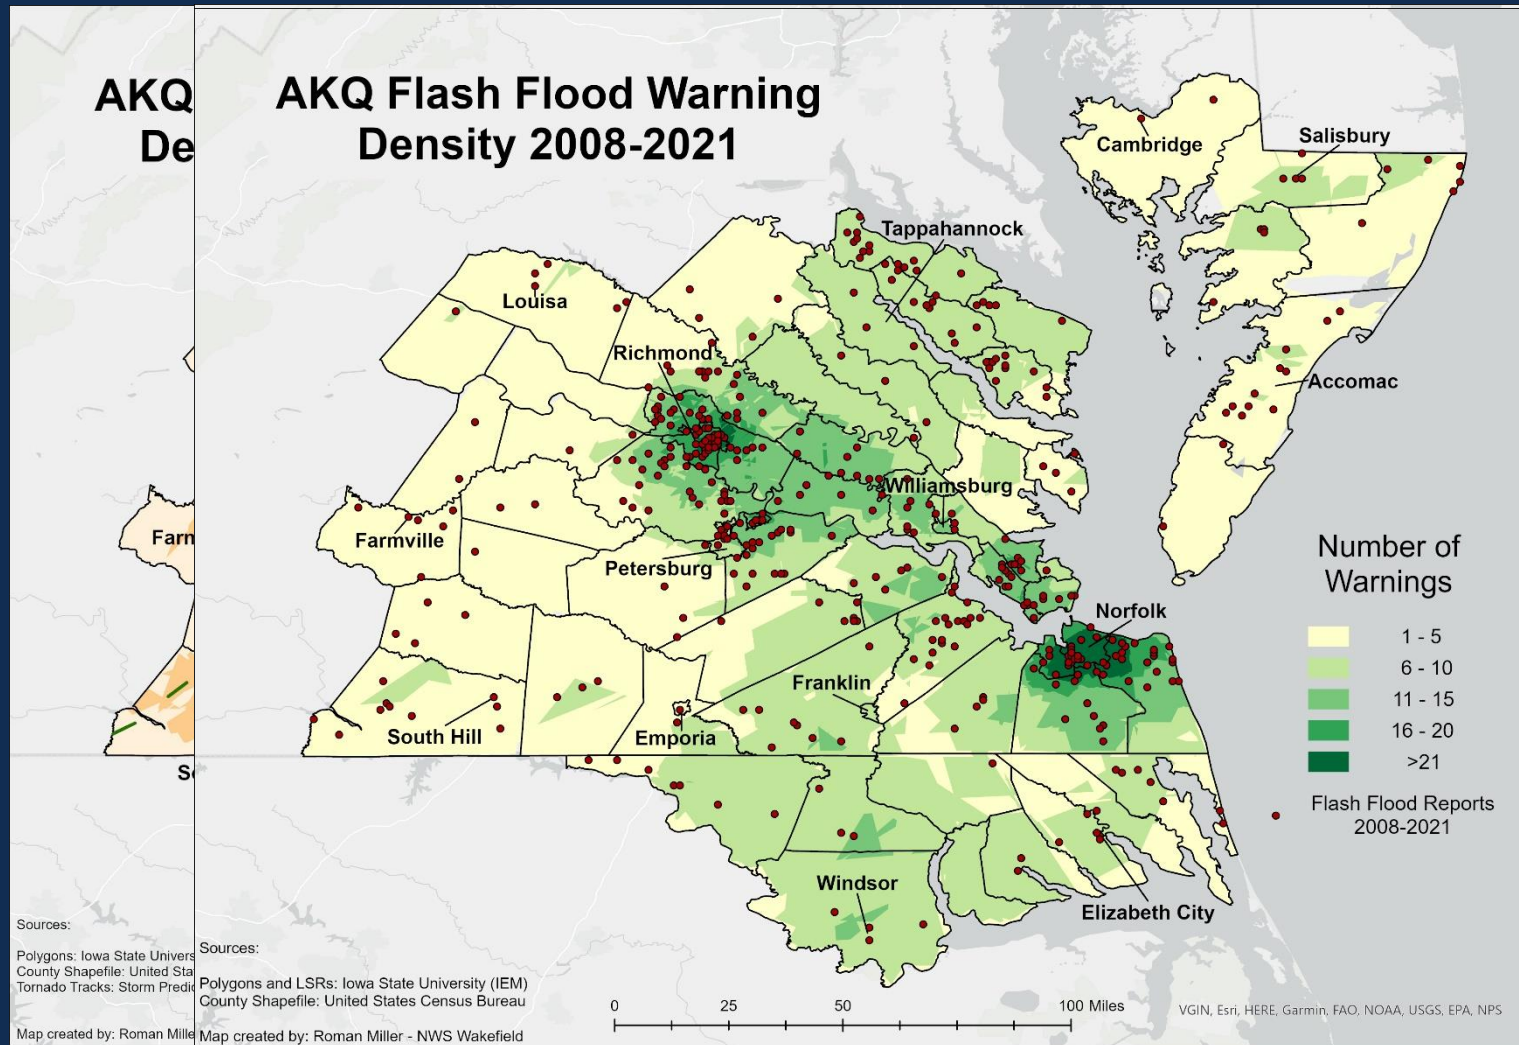 AKQ
De
Farn
Sources:
Polygons: Iowa State Univers
County Shapefile: United Sta
Tornado Tracks: Storm Predic
Map created by: Roman Mille
AKQ Flash Flood Warning
Density 2008-2021
Cambridge
Salisbury
Tappahannock
Louisa
Richmond
Accomac
Williamsburg
Farmville
Petersburg
Norfolk
Franklin
South Hill
Emporia
Windsor
Elizabeth City
Number of
Warnings
1 - 5
6 - 10
11 - 15
16 - 20
>21
Flash Flood Reports
2008-2021
Sources:
Polygons and LSRs: Iowa State University (IEM)
County Shapefile: United States Census Bureau
Map created by: Roman Miller - NWS Wakefield
0 25 50 100 Miles
VGIN, Esri, HERE, Garmin, FAO, NOAA, USGS, EPA, NPS